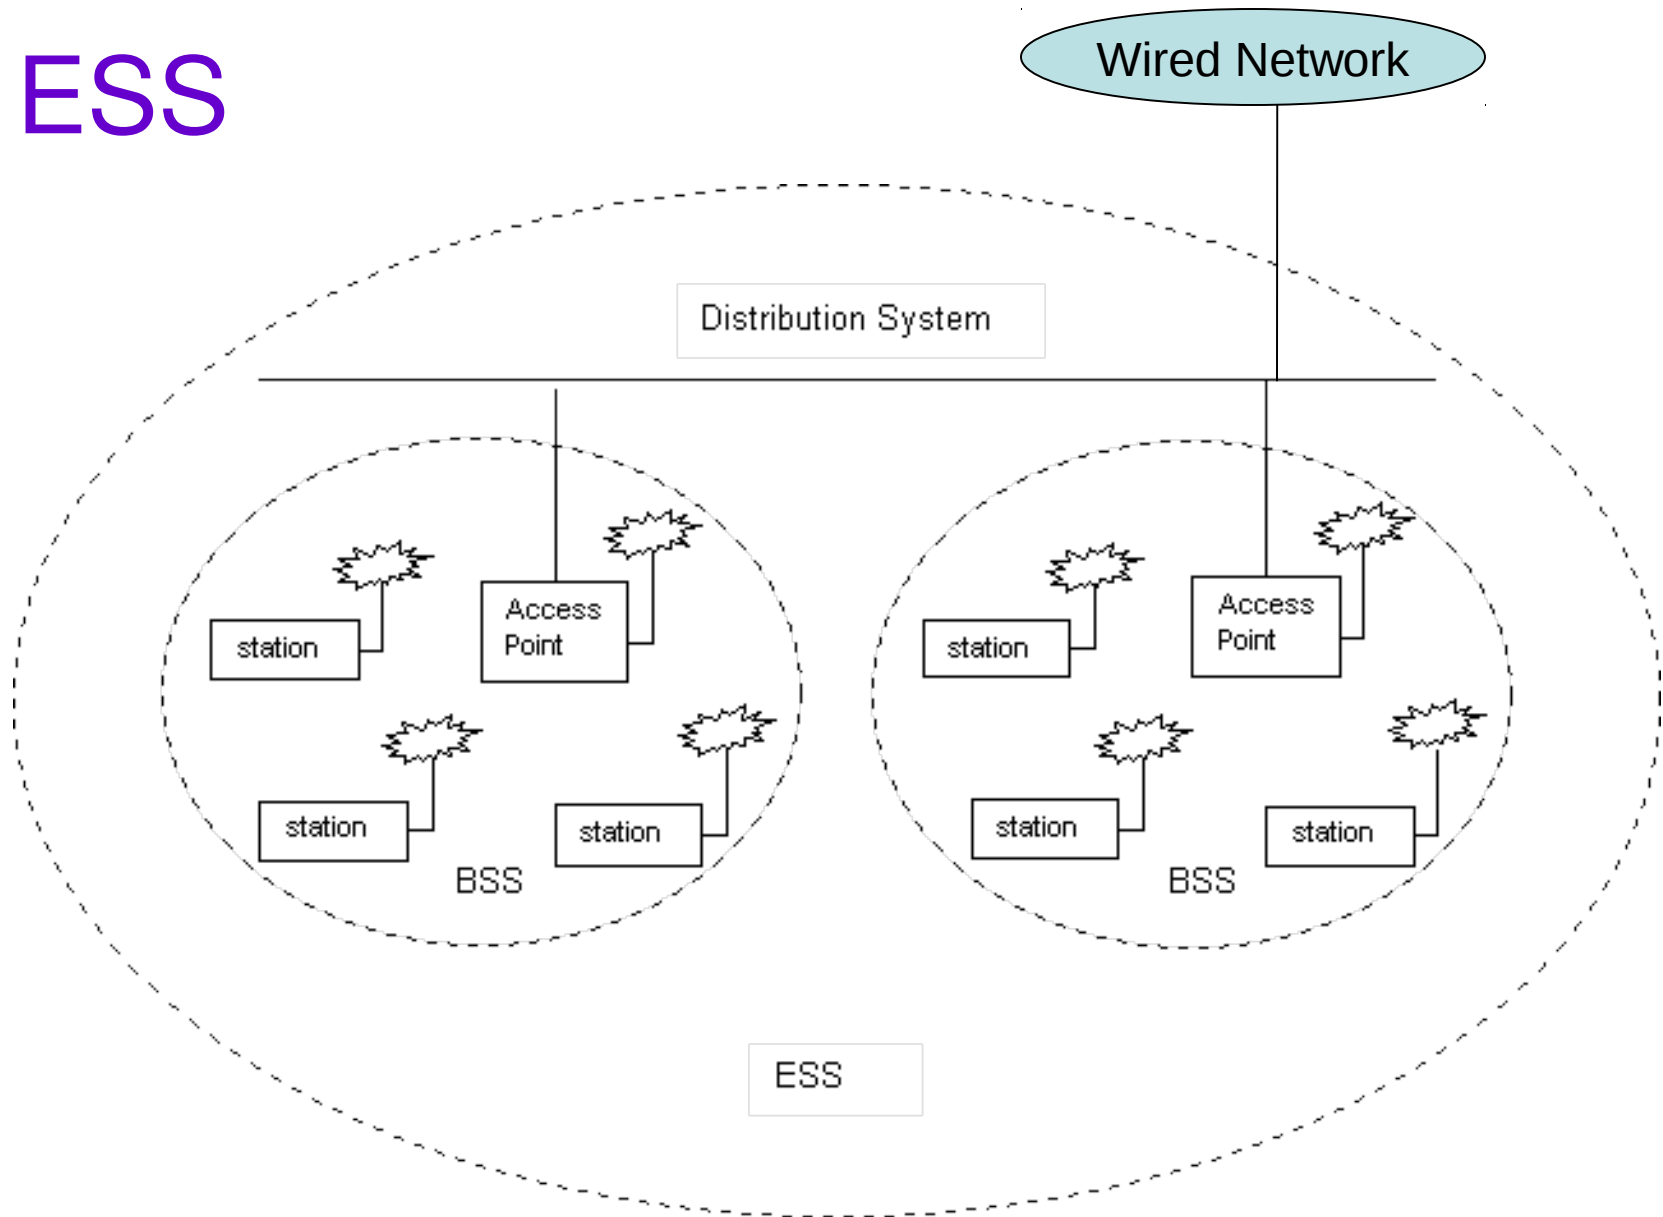 ESS
Wired Network
Distribution System
Access
Point
station
station
station
BSS
Access
Point
station
station
station
BSS
ESS